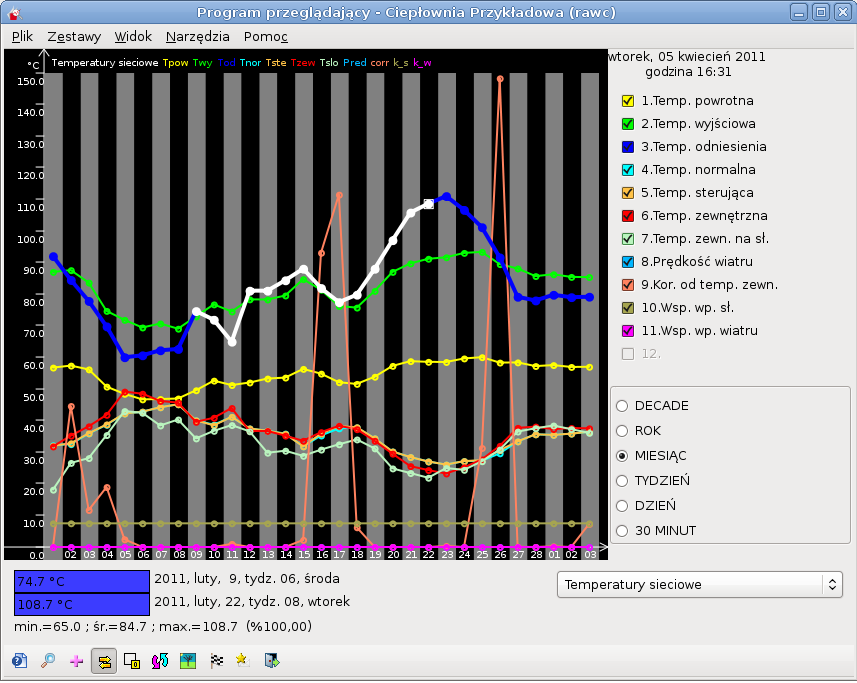 Program przeglądający - Ciepłownia Przykładowa (rawc)
Plik Zestawy Widok Narzędzia Pomoc
°C Temperatury sieciowe Tpow Twy Tod Tnor Tste Tzew Tslo Pred corr k_s k_w
150.0
140.0
130.0
120.0
110.0
100.0
90.0
80.0
70.0
60.0
50.0
40.0
30.0
20.0
10.0
0.0
02 03 04 05 06 07 08 09 10 11 12 13 14 15 16 17 18 19 20 21 22 23 24 25 26 27 28 01 02 03
wtorek, 05 kwiecień 2011
godzina 16:31
1.Temp. powrotna
2.Temp. wyjściowa
3.Temp. odniesienia
4.Temp. normalna
5.Temp. sterująca
6.Temp. zewnętrzna
7.Temp. zewn. na sł.
8.Prędkość wiatru
9.Kor. od temp. zewn.
10.Wsp. wp. sł.
11.Wsp. wp. wiatru
12.
DECADE
ROK
MIESIĄC
TYDZIEŃ
DZIEŃ
30 MINUT
74.7 °C 2011, luty,  9, tydz. 06, środa
108.7 °C 2011, luty, 22, tydz. 08, wtorek
min.=65.0 ; śr.=84.7 ; max.=108.7  (%100,00)
Temperatury sieciowe